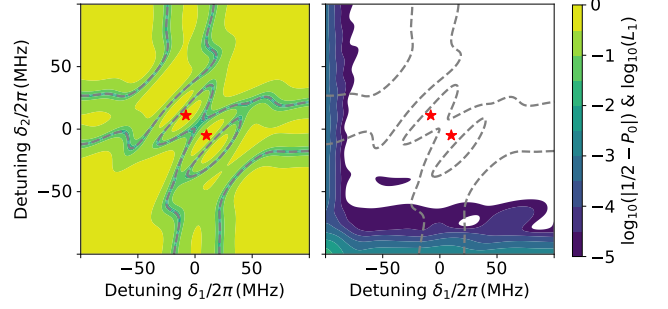 50
0
−50
Detuning δ₂/2π (MHz)
−50 0 50
Detuning δ₁/2π (MHz)
−50 0 50
Detuning δ₁/2π (MHz)
0
−1
−2
−3
−4
−5
log₁₀(|1/2 − P₀|) & log₁₀(L₁)